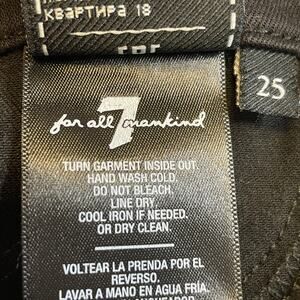 КВАРТИРА 18
25
for all 7 mankind
TURN GARMENT INSIDE OUT
HAND WASH COLD.
DO NOT BLEACH.
LINE DRY.
COOL IRON IF NEEDED.
OR DRY CLEAN.
VOLTEAR LA PRENDA POR EL
REVERSO.
LAVAR A MANO EN AGUA FRÍA.